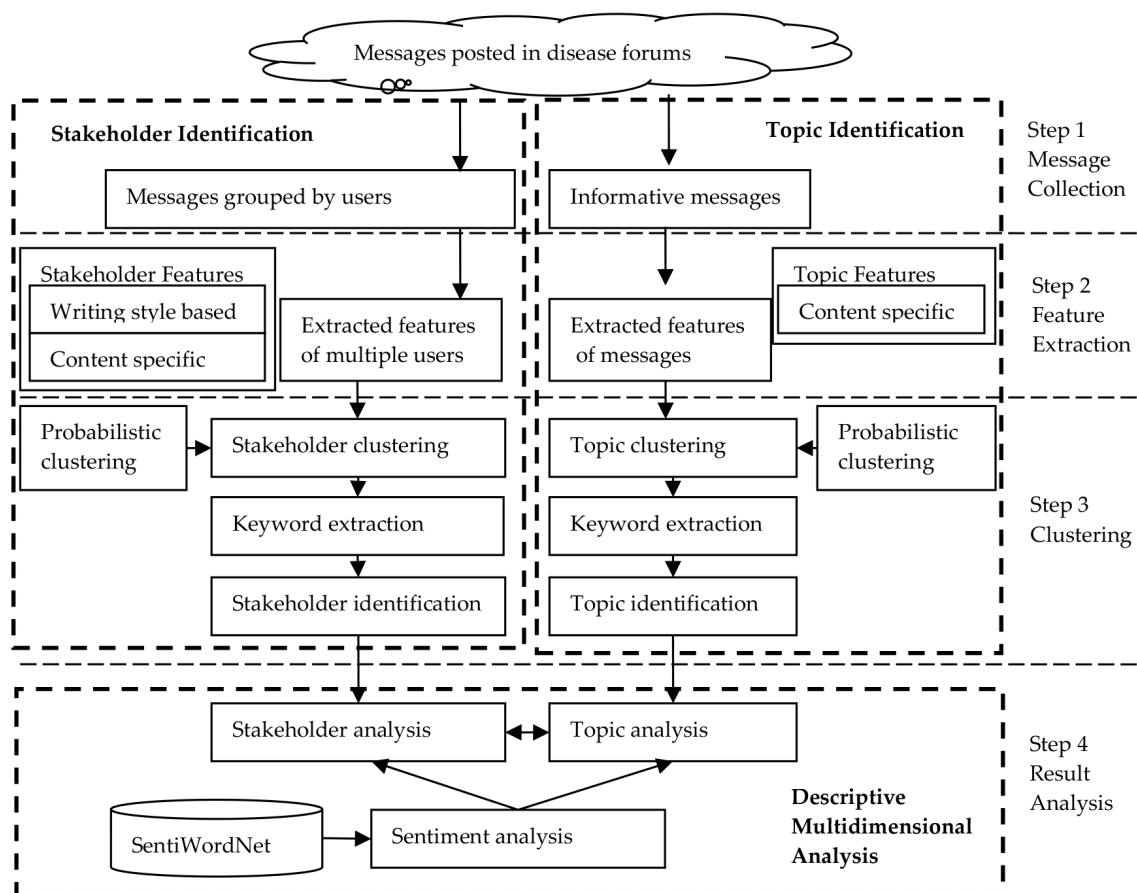 Messages posted in disease forums
Stakeholder Identification
Topic Identification
Step 1
Message
Collection
Messages grouped by users
Informative messages
Stakeholder Features
Writing style based
Content specific
Extracted features
of multiple users
Extracted features
of messages
Topic Features
Content specific
Step 2
Feature
Extraction
Probabilistic
clustering
Stakeholder clustering
Topic clustering
Probabilistic
clustering
Keyword extraction
Keyword extraction
Step 3
Clustering
Stakeholder identification
Topic identification
Stakeholder analysis
Topic analysis
Step 4
Result
Analysis
SentiWordNet
Sentiment analysis
Descriptive
Multidimensional
Analysis